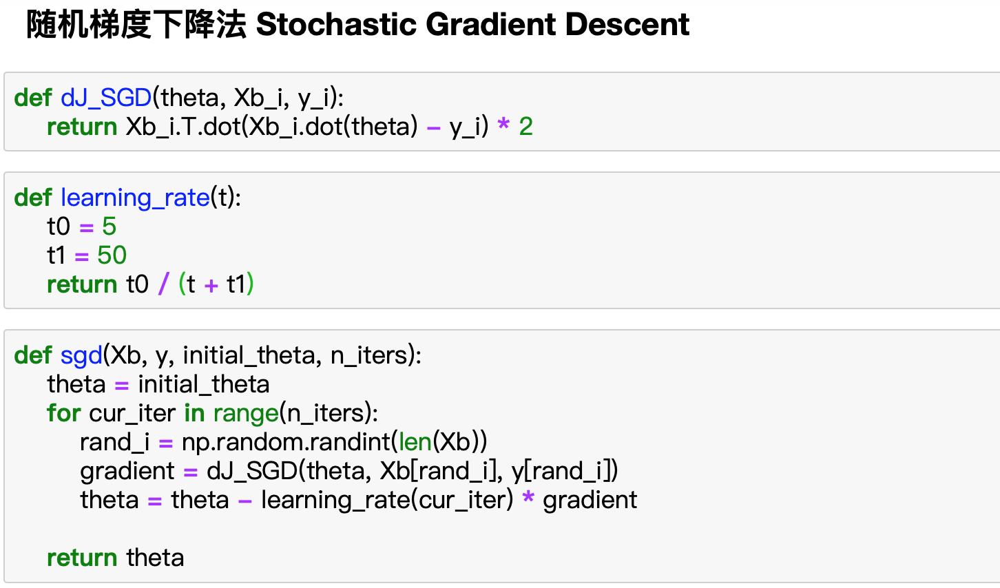 随机梯度下降法 Stochastic Gradient Descent
def dJ_SGD(theta, Xb_i, y_i):
    return Xb_i.T.dot(Xb_i.dot(theta) - y_i) * 2
def learning_rate(t):
    t0 = 5
    t1 = 50
    return t0 / (t + t1)
def sgd(Xb, y, initial_theta, n_iters):
    theta = initial_theta
    for cur_iter in range(n_iters):
        rand_i = np.random.randint(len(Xb))
        gradient = dJ_SGD(theta, Xb[rand_i], y[rand_i])
        theta = theta - learning_rate(cur_iter) * gradient
    return theta